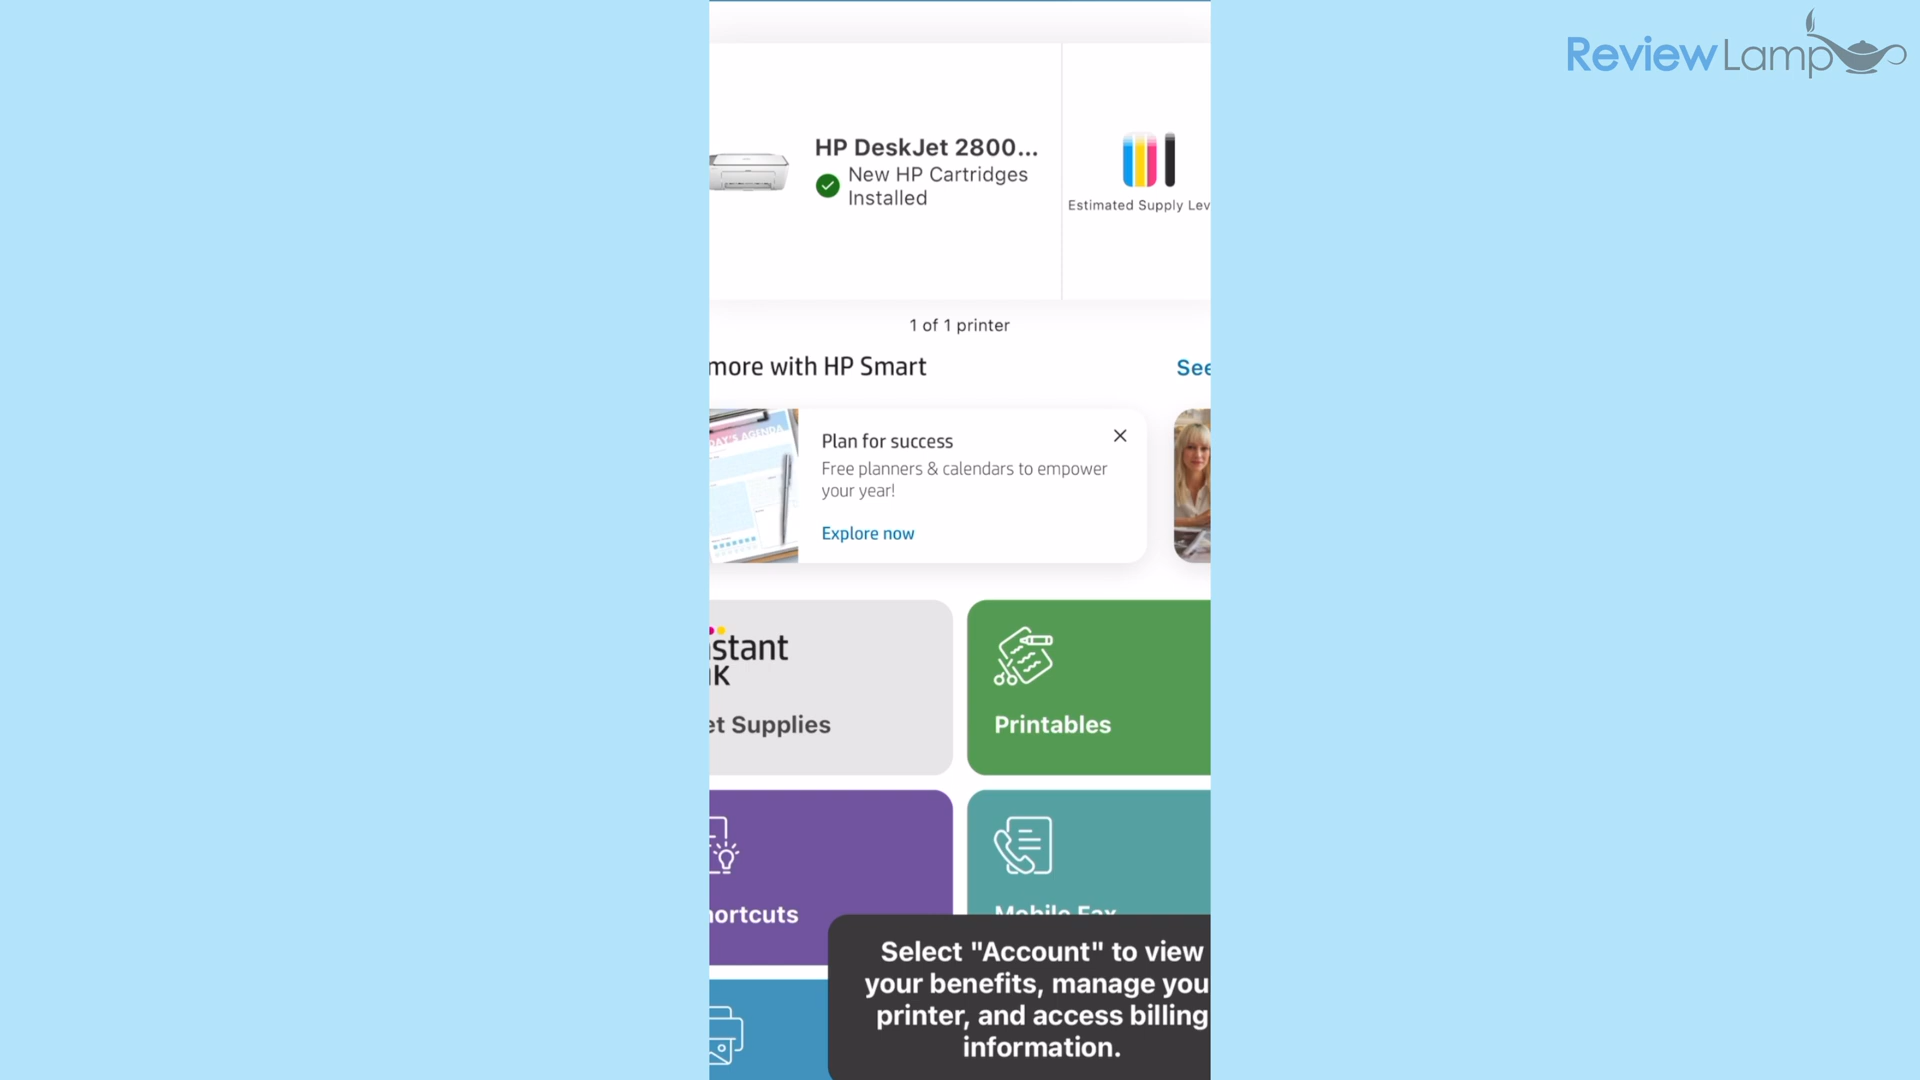 ReviewLamp
HP DeskJet 2800...
New HP Cartridges
Installed
Estimated Supply Lev
1 of 1 printer
more with HP Smart
See
DAY'S AGENDA
Plan for success
Free planners & calendars to empower
your year!
Explore now
stant
K
et Supplies
Printables
ortcuts
Mobile Fax
Select "Account" to view
your benefits, manage you
printer, and access billing
information.